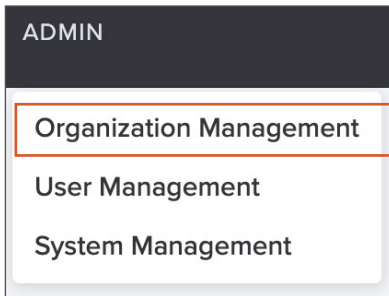 ADMIN
Organization Management
User Management
System Management